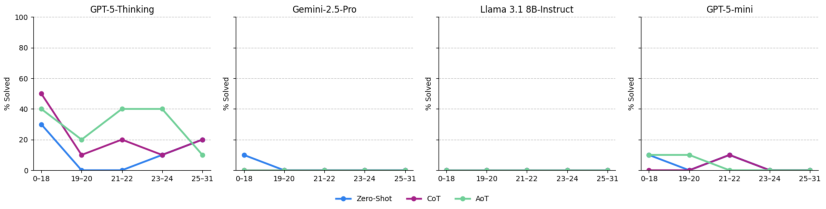 GPT-5-Thinking
Gemini-2.5-Pro
Llama 3.1 8B-Instruct
GPT-5-mini
% Solved
100
80
60
40
20
0
0–18 19–20 21–22 23–24 25–31
% Solved
0–18 19–20 21–22 23–24 25–31
% Solved
0–18 19–20 21–22 23–24 25–31
% Solved
0–18 19–20 21–22 23–24 25–31
Zero-Shot CoT AoT